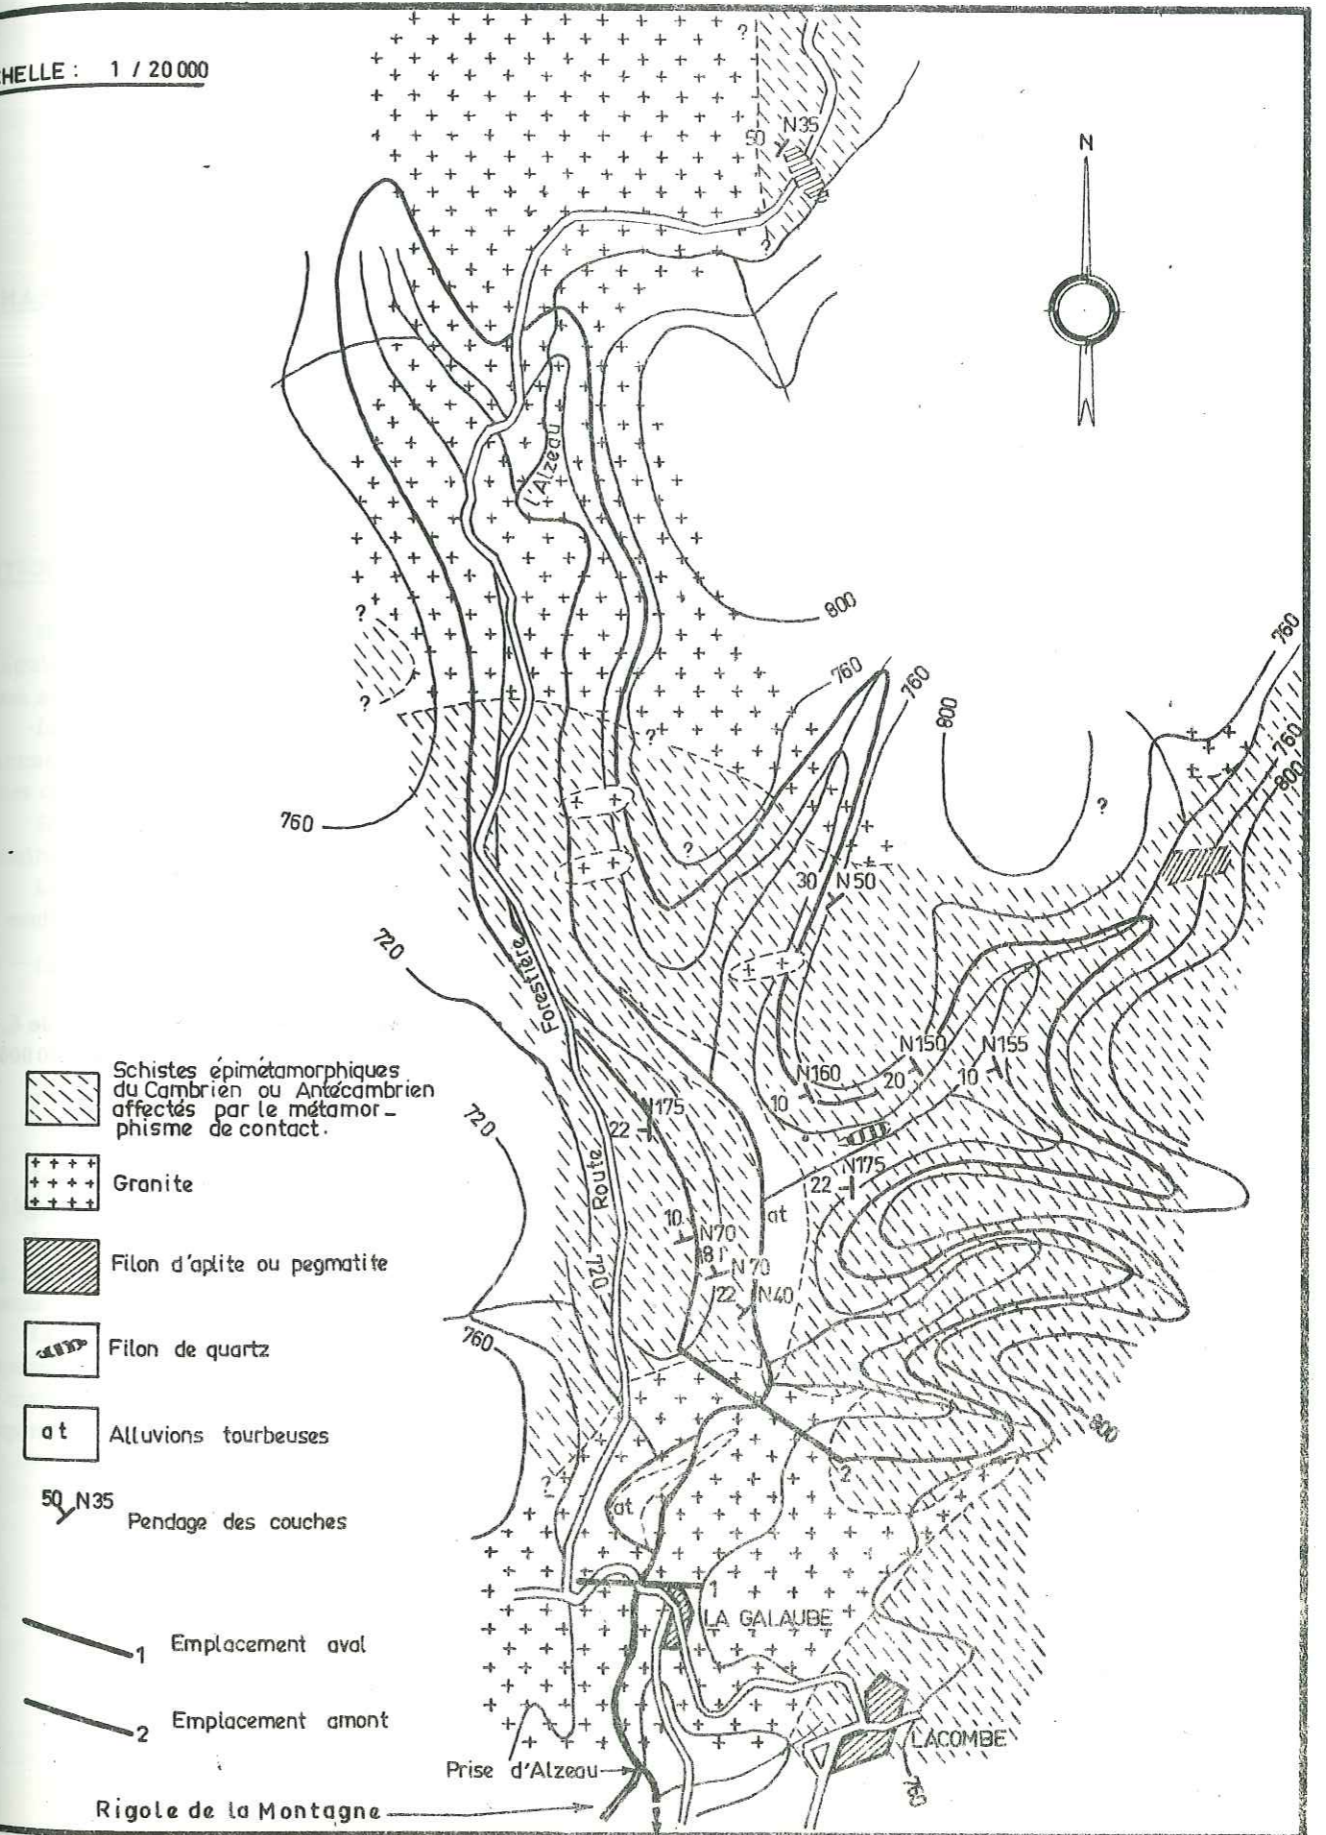 HELLE : 1 / 20 000
N
?
N35
50
?
l'Alzeau
800
?
?
760
760
760
800
760
800
?
?
?
760
30 N50
720
Forestière
N150
N155
20
10
N160
10
N175
22
720
N175
22
Route
at
10
N70
81
N70
22
N40
720
760
800
2
?
at
1
LA GALAUBE
LACOMBE
760
Schistes épimétamorphiques
du Cambrien ou Antécambrien
affectés par le métamor_
phisme de contact.
Granite
Filon d'aplite ou pegmatite
Filon de quartz
at
Alluvions tourbeuses
50 N35
Pendage des couches
1 Emplacement aval
2 Emplacement amont
Prise d'Alzeau
Rigole de la Montagne